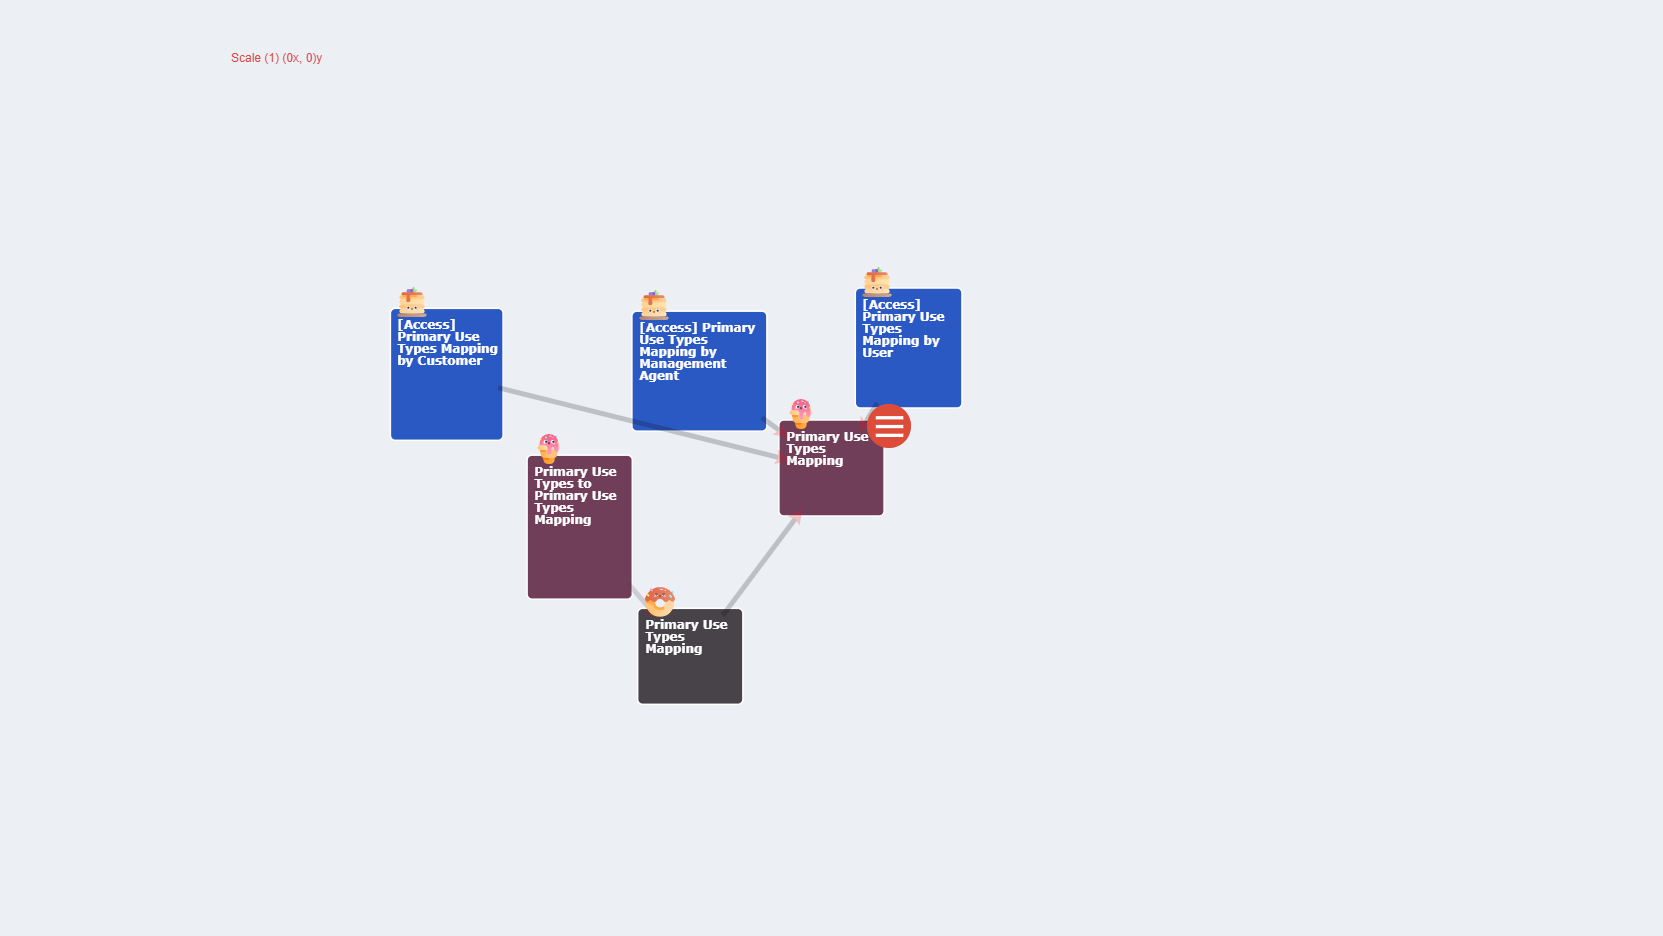 Scale (1) (0x, 0)y
[Access]
Primary Use
Types Mapping
by Customer
[Access] Primary
Use Types
Mapping by
Management
Agent
[Access]
Primary Use
Types
Mapping by
User
Primary Use
Types
Mapping
Primary Use
Types to
Primary Use
Types
Mapping
Primary Use
Types
Mapping